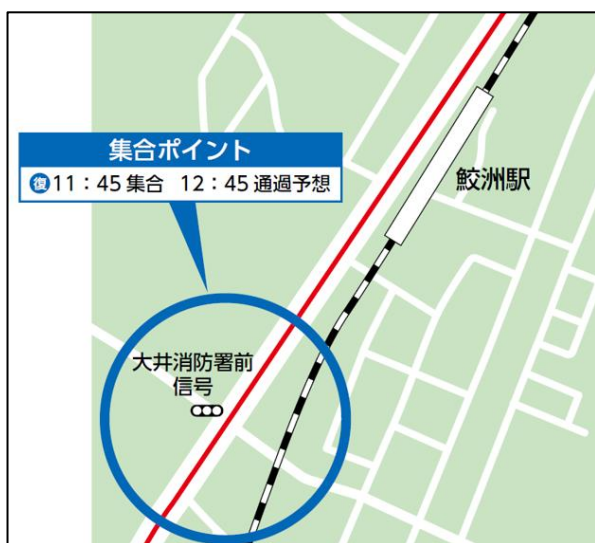 集合ポイント
復11：45 集合 12：45 通過予想
鮫洲駅
大井消防署前
信号